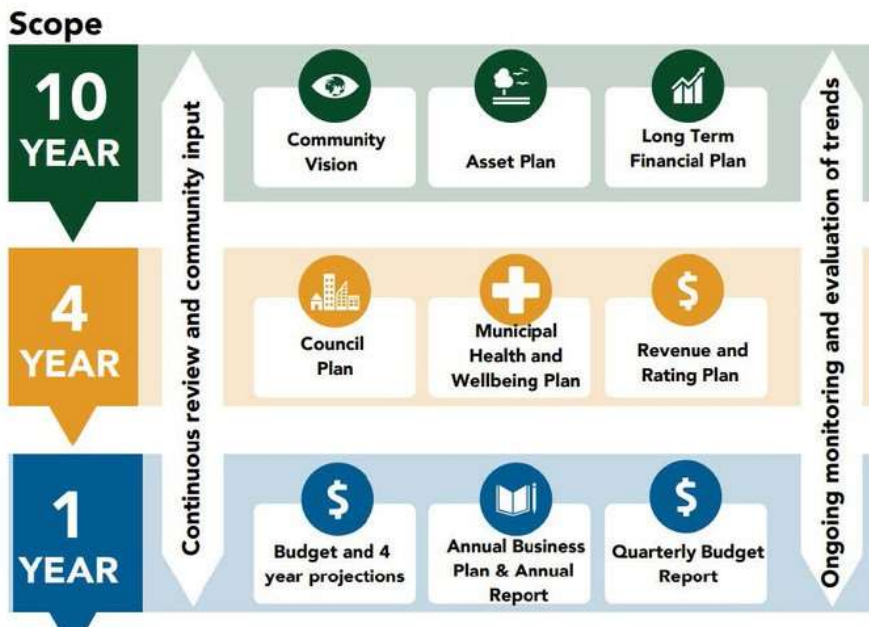 Scope
10
YEAR
Continuous review and community input
Community
Vision
Asset Plan
Long Term
Financial Plan
Ongoing monitoring and evaluation of trends
4
YEAR
Council
Plan
Municipal
Health and
Wellbeing Plan
$
Revenue and
Rating Plan
1
YEAR
$
Budget and 4
year projections
Annual Business
Plan & Annual
Report
$
Quarterly Budget
Report